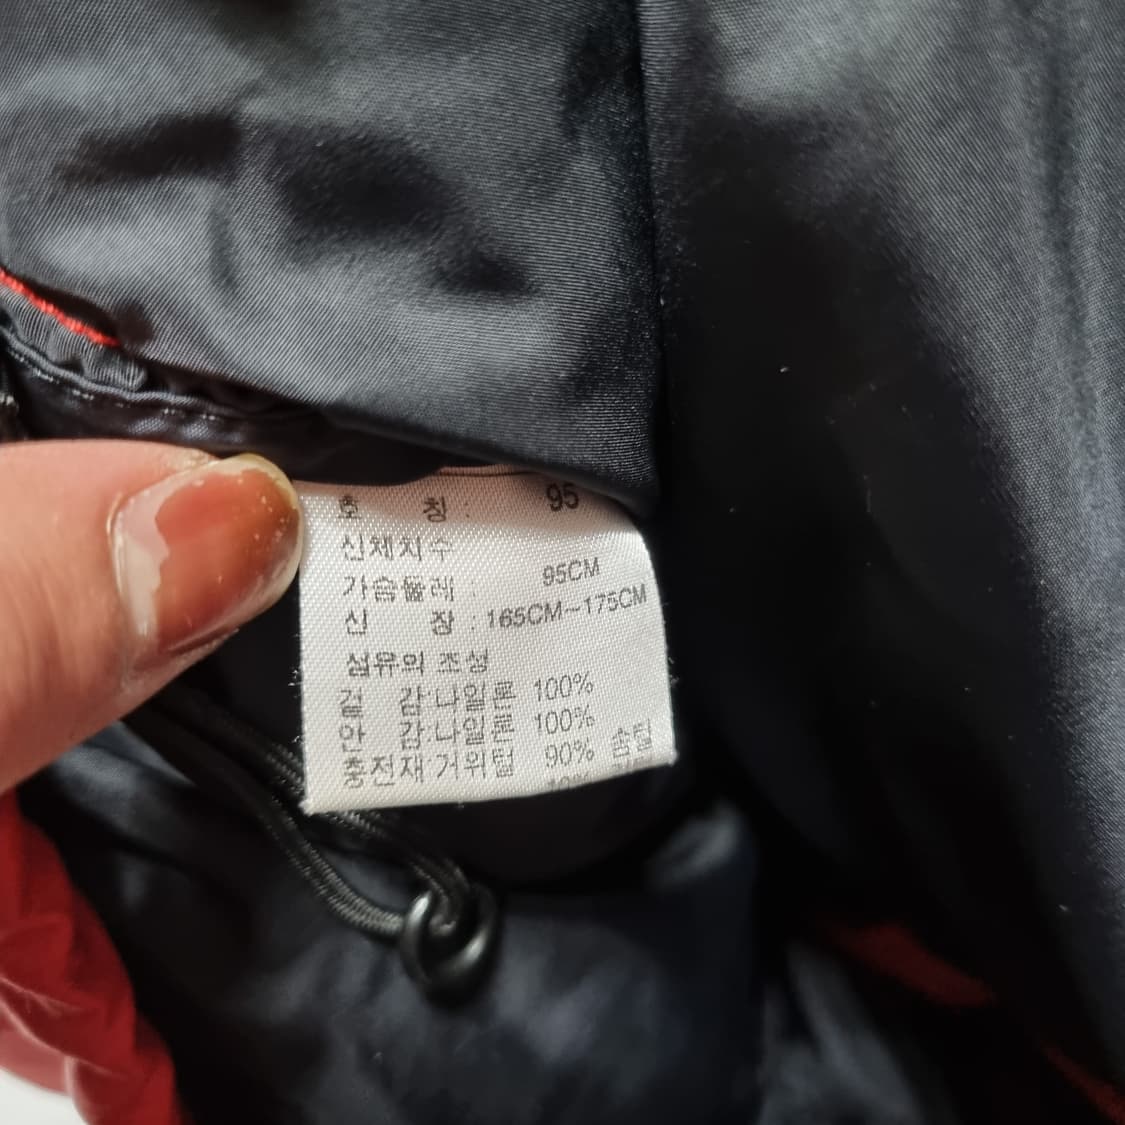 호 칭 : 95
신체치수
가슴둘레 : 95CM
신 장 : 165CM~175CM
섬유의 조성
겉 감:나일론 100%
안 감:나일론 100%
충전재 거위털 90% 솜털
10%